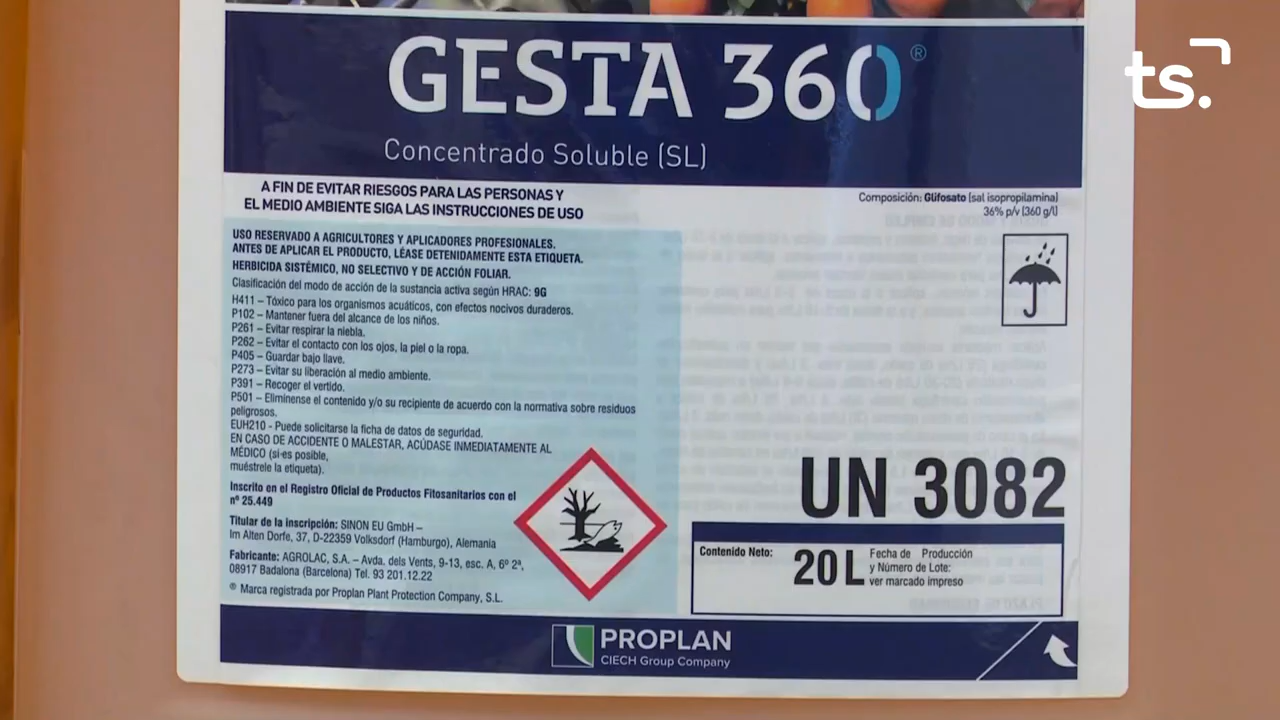 GESTA 360®
ts.
Concentrado Soluble (SL)
A FIN DE EVITAR RIESGOS PARA LAS PERSONAS Y
EL MEDIO AMBIENTE SIGA LAS INSTRUCCIONES DE USO
Composición: Glifosato (sal isopropilamina)
36% p/v (360 g/l)
USO RESERVADO A AGRICULTORES Y APLICADORES PROFESIONALES.
ANTES DE APLICAR EL PRODUCTO, LÉASE DETENIDAMENTE ESTA ETIQUETA.
HERBICIDA SISTÉMICO, NO SELECTIVO Y DE ACCIÓN FOLIAR.
Clasificación del modo de acción de la sustancia activa según HRAC: 9G
H411 – Tóxico para los organismos acuáticos, con efectos nocivos duraderos.
P102 – Mantener fuera del alcance de los niños.
P261 – Evitar respirar la niebla.
P262 – Evitar el contacto con los ojos, la piel o la ropa.
P405 – Guardar bajo llave.
P273 – Evitar su liberación al medio ambiente.
P391 – Recoger el vertido.
P501 – Elimínese el contenido y/o su recipiente de acuerdo con la normativa sobre residuos
peligrosos.
EUH210 - Puede solicitarse la ficha de datos de seguridad.
EN CASO DE ACCIDENTE O MALESTAR, ACÚDASE INMEDIATAMENTE AL
MÉDICO (si es posible,
muéstrele la etiqueta).
Inscrito en el Registro Oficial de Productos Fitosanitarios con el
nº 25.449
Titular de la inscripción: SINON EU GmbH –
Im Alten Dorfe, 37, D-22359 Volksdorf (Hamburgo), Alemania
Fabricante: AGROLAC, S.A. – Avda. dels Vents, 9-13, esc. A, 6º 2ª,
08917 Badalona (Barcelona) Tel. 93 201.12.22
® Marca registrada por Proplan Plant Protection Company, S.L.
UN 3082
Contenido Neto: 20 L
Fecha de Producción
y Número de Lote:
ver marcado impreso
PROPLAN
CIECH Group Company